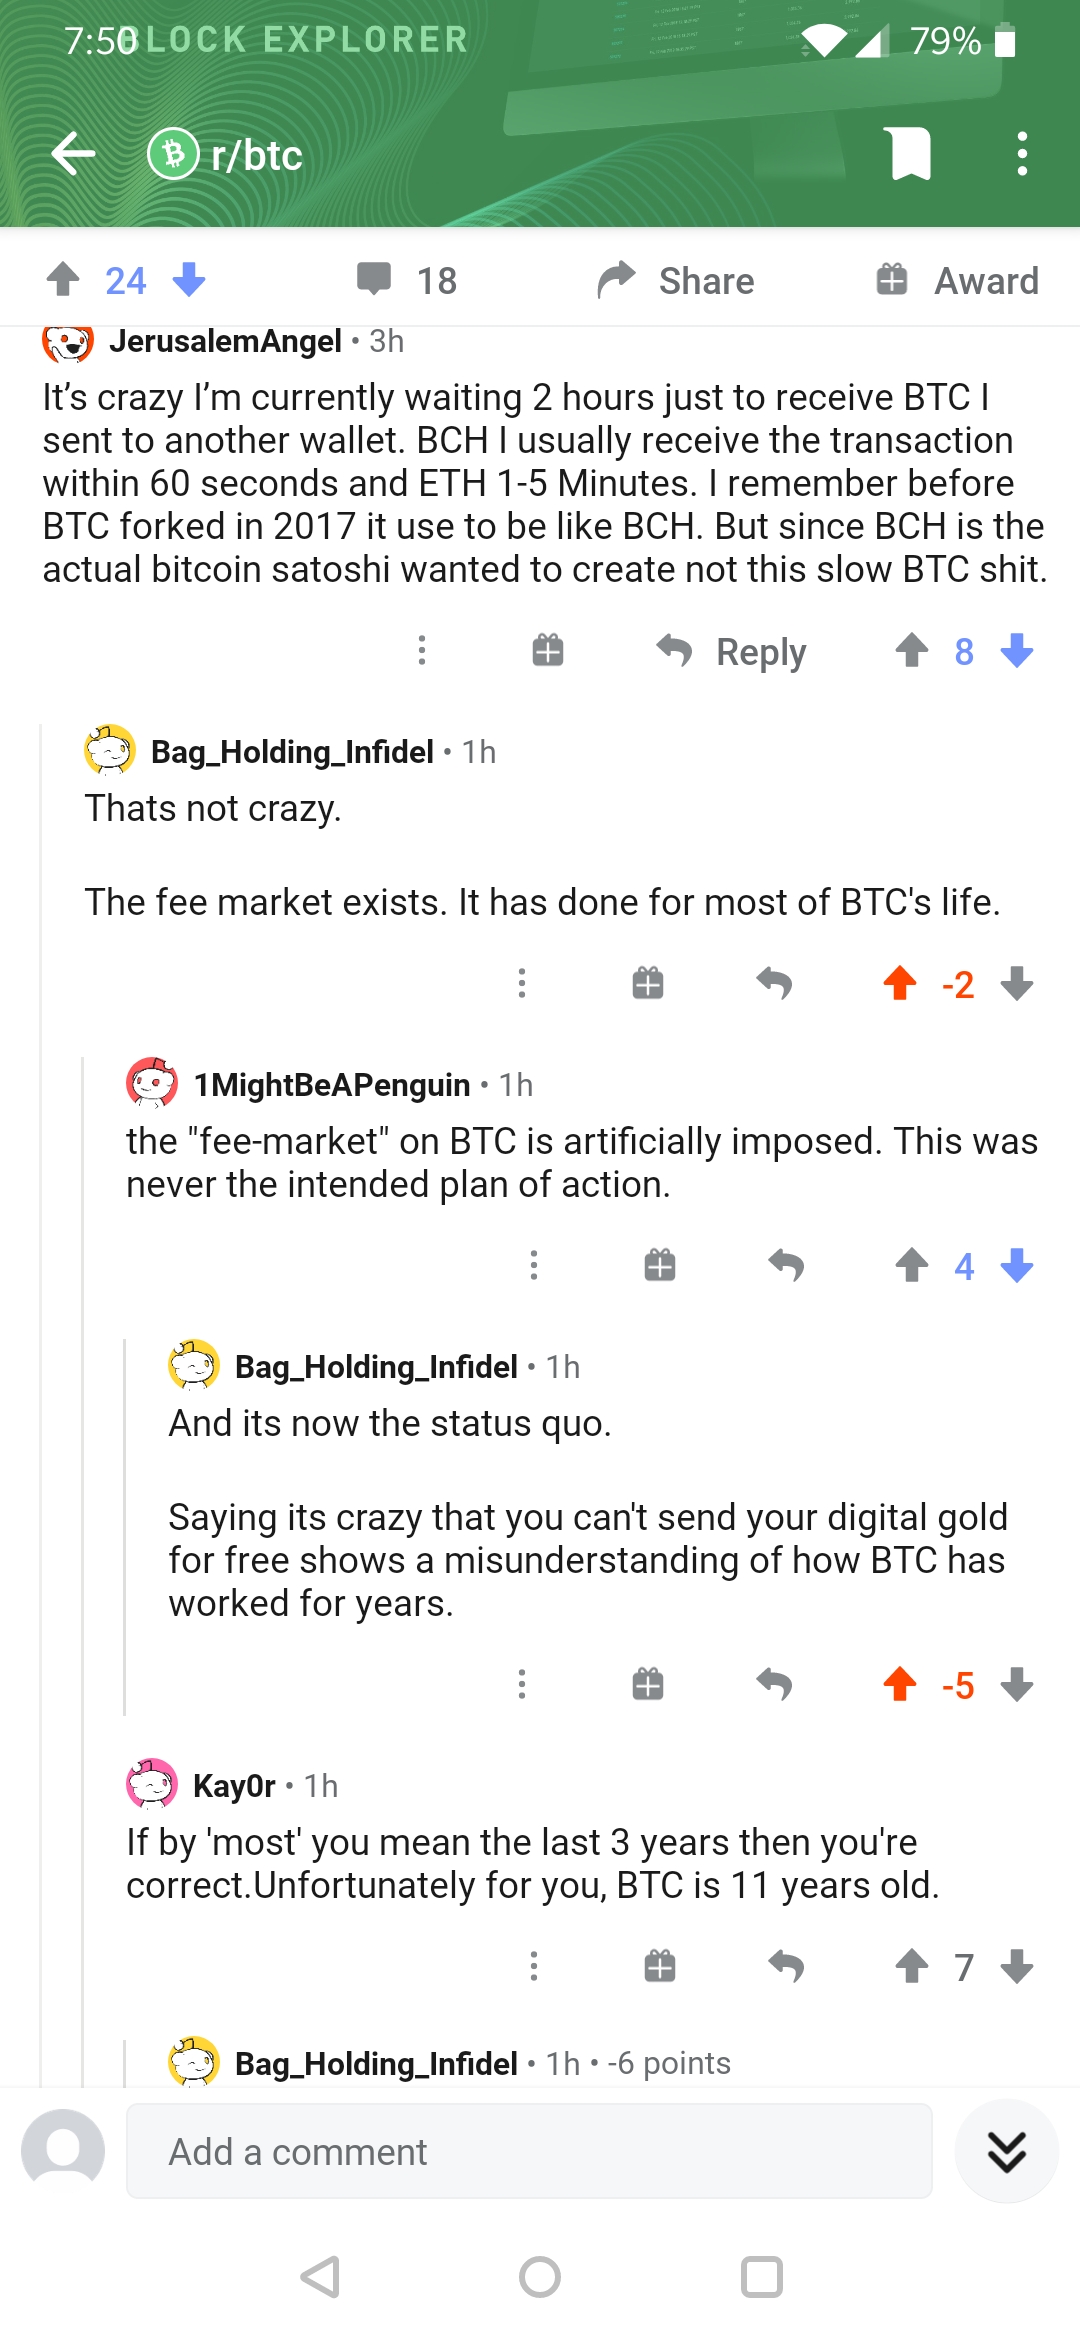 7:50
BLOCK EXPLORER
79%
r/btc
24
18
Share
Award
JerusalemAngel • 3h
It’s crazy I’m currently waiting 2 hours just to receive BTC I
sent to another wallet. BCH I usually receive the transaction
within 60 seconds and ETH 1-5 Minutes. I remember before
BTC forked in 2017 it use to be like BCH. But since BCH is the
actual bitcoin satoshi wanted to create not this slow BTC shit.
Reply
8
Bag_Holding_Infidel • 1h
Thats not crazy.
The fee market exists. It has done for most of BTC's life.
-2
1MightBeAPenguin • 1h
the "fee-market" on BTC is artificially imposed. This was
never the intended plan of action.
4
Bag_Holding_Infidel • 1h
And its now the status quo.
Saying its crazy that you can't send your digital gold
for free shows a misunderstanding of how BTC has
worked for years.
-5
Kay0r • 1h
If by 'most' you mean the last 3 years then you're
correct.Unfortunately for you, BTC is 11 years old.
7
Bag_Holding_Infidel • 1h • -6 points
Add a comment